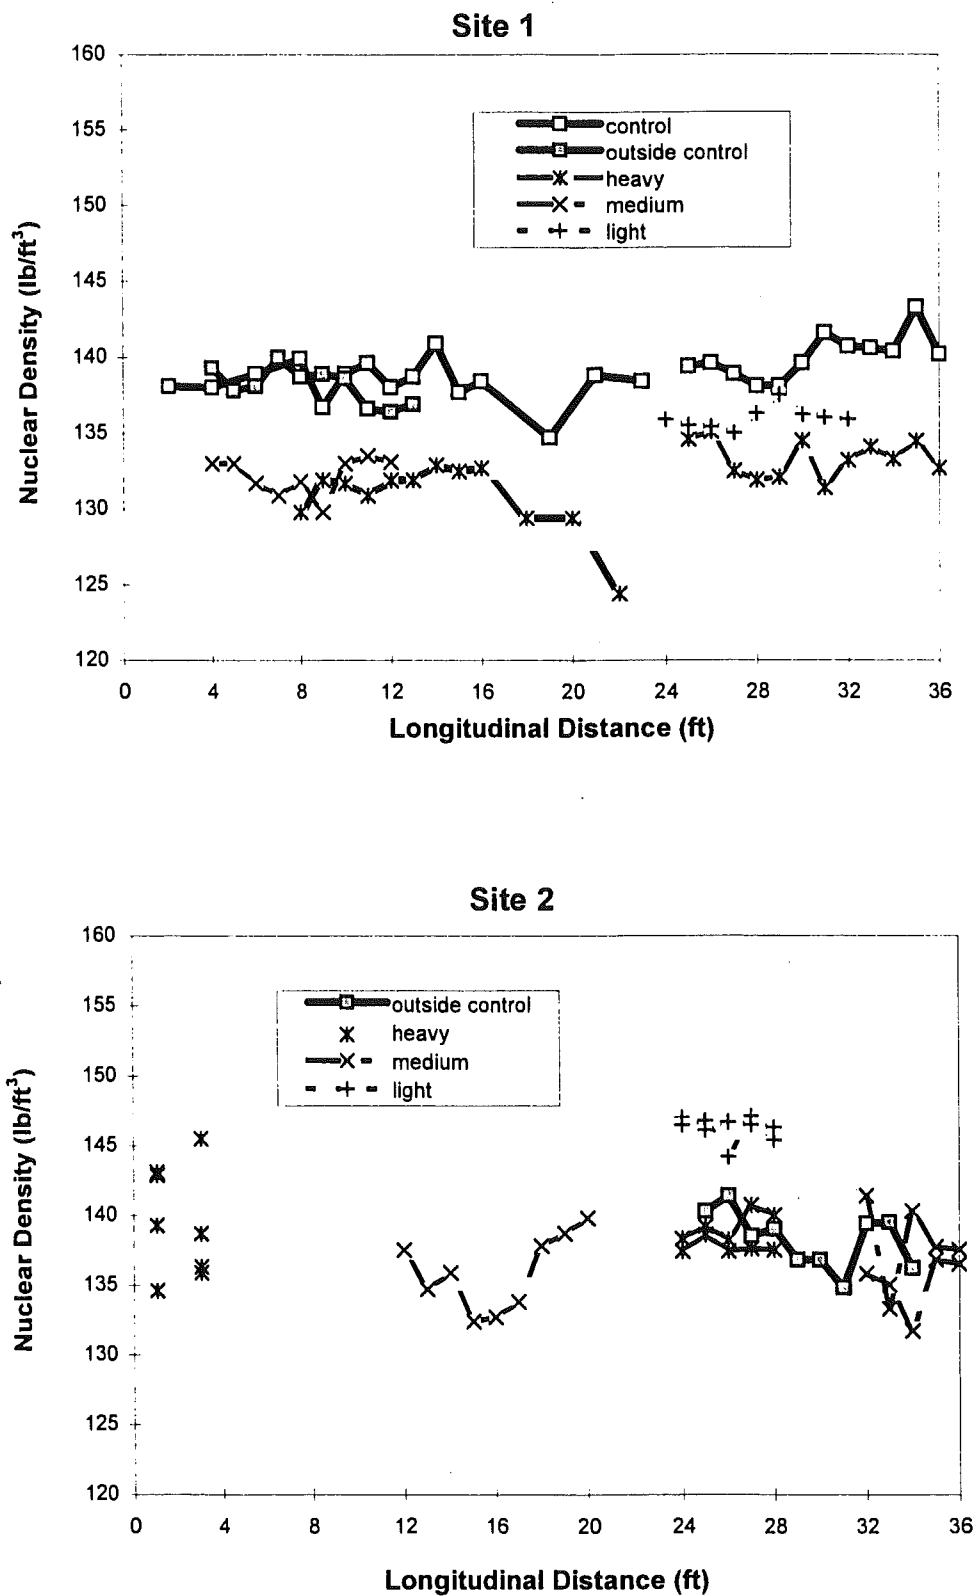 Site 1
160
155
150
145
140
135
130
125
120
Nuclear Density (lb/ft³)
control
outside control
heavy
medium
light
0 4 8 12 16 20 24 28 32 36
Longitudinal Distance (ft)
Site 2
160
155
150
145
140
135
130
125
120
Nuclear Density (lb/ft³)
outside control
heavy
medium
light
0 4 8 12 16 20 24 28 32 36
Longitudinal Distance (ft)